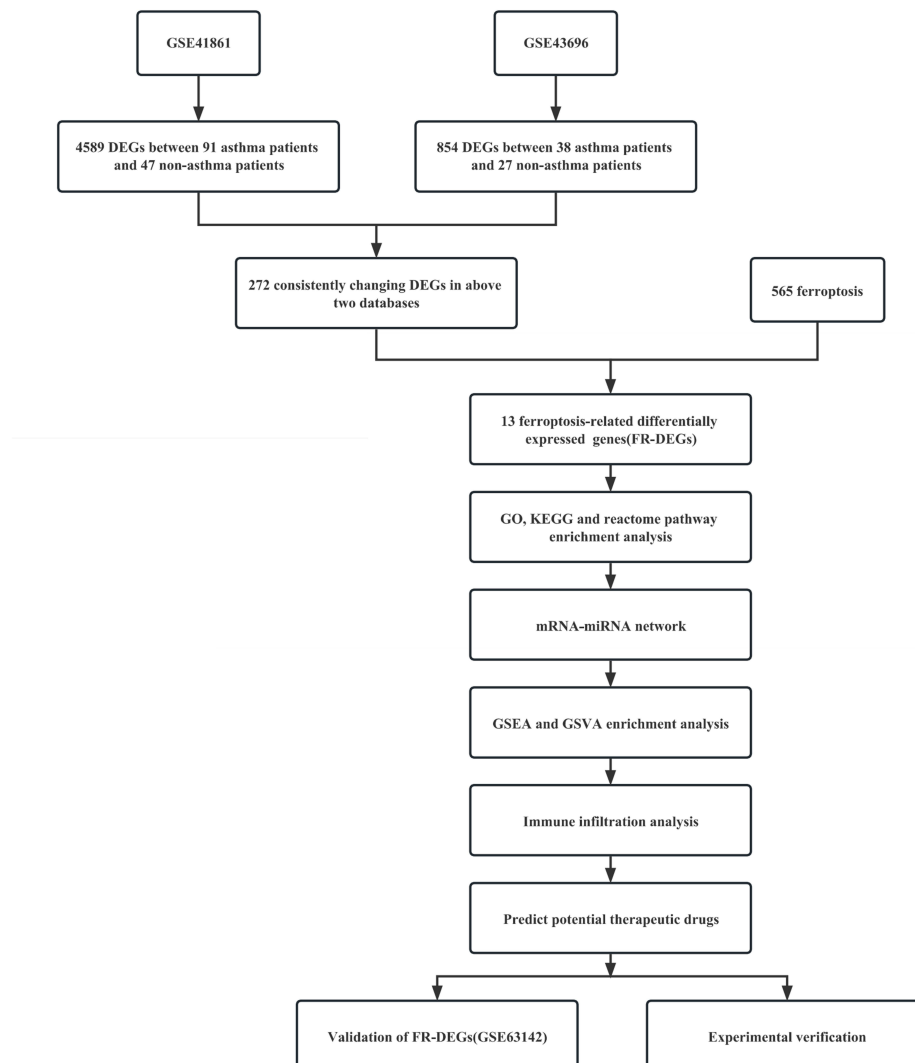 GSE41861
GSE43696
4589 DEGs between 91 asthma patients
and 47 non-asthma patients
854 DEGs between 38 asthma patients
and 27 non-asthma patients
272 consistently changing DEGs in above
two databases
565 ferroptosis
13 ferroptosis-related differentially
expressed genes(FR-DEGs)
GO, KEGG and reactome pathway
enrichment analysis
mRNA-miRNA network
GSEA and GSVA enrichment analysis
Immune infiltration analysis
Predict potential therapeutic drugs
Validation of FR-DEGs(GSE63142)
Experimental verification